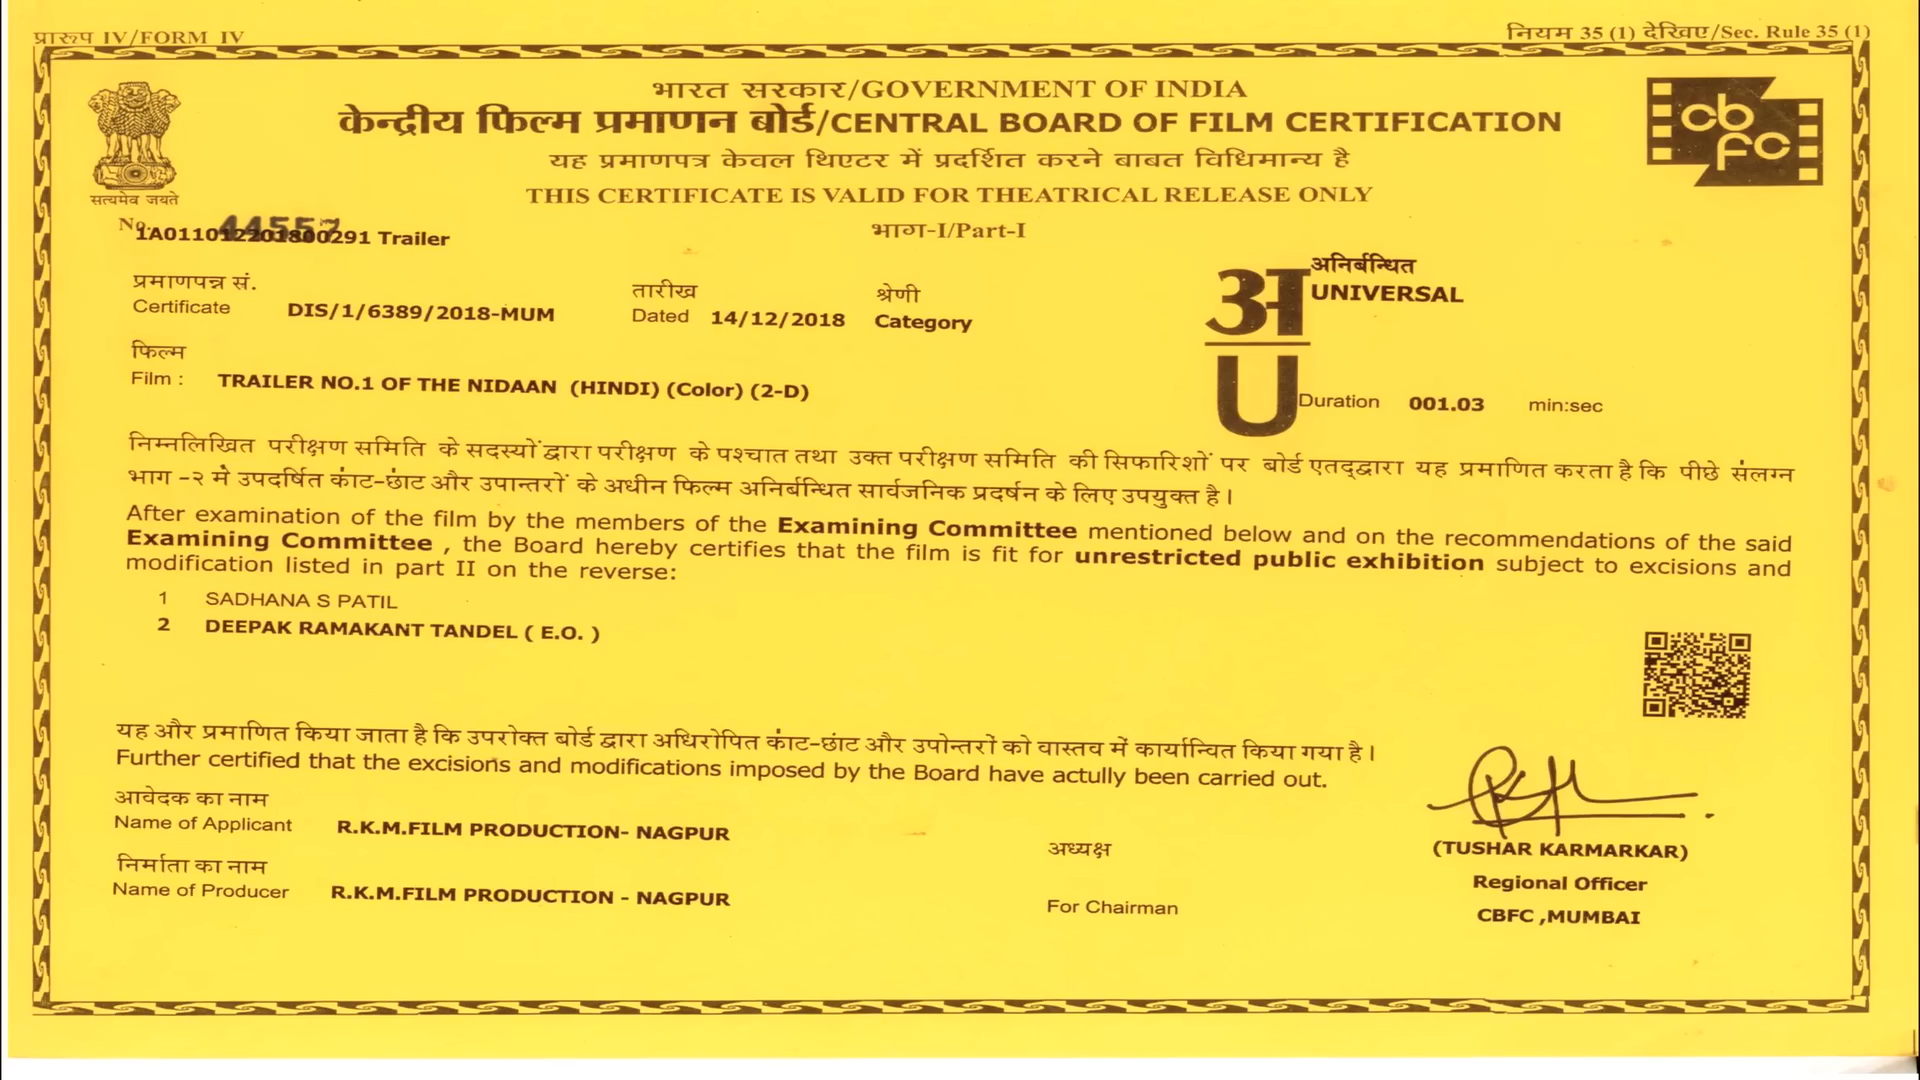 प्रारूप IV/FORM IV
नियम 35 (1) देखिए/Sec. Rule 35 (1)
भारत सरकार/GOVERNMENT OF INDIA
केन्द्रीय फिल्म प्रमाणन बोर्ड/CENTRAL BOARD OF FILM CERTIFICATION
cb
fc
यह प्रमाणपत्र केवल थिएटर में प्रदर्शित करने बाबत विधिमान्य है
THIS CERTIFICATE IS VALID FOR THEATRICAL RELEASE ONLY
सत्यमेव जयते
No. 44557
1A011012201800291 Trailer
भाग-I/Part-I
अ
U
अनिर्बन्धित
UNIVERSAL
प्रमाणपन्न सं.
Certificate DIS/1/6389/2018-MUM
तारीख
Dated 14/12/2018
श्रेणी
Category
फिल्म
Film : TRAILER NO.1 OF THE NIDAAN (HINDI) (Color) (2-D)
Duration 001.03 min:sec
निम्नलिखित परीक्षण समिति के सदस्यों द्वारा परीक्षण के पश्चात तथा उक्त परीक्षण समिति की सिफारिशों पर बोर्ड एतद्द्वारा यह प्रमाणित करता है कि पीछे संलग्न
भाग -२ में उपदर्षित काट-छांट और उपान्तरों के अधीन फिल्म अनिर्बन्धित सार्वजनिक प्रदर्षन के लिए उपयुक्त है।
After examination of the film by the members of the Examining Committee mentioned below and on the recommendations of the said
Examining Committee , the Board hereby certifies that the film is fit for unrestricted public exhibition subject to excisions and
modification listed in part II on the reverse:
1 SADHANA S PATIL
2 DEEPAK RAMAKANT TANDEL ( E.O. )
यह और प्रमाणित किया जाता है कि उपरोक्त बोर्ड द्वारा अधिरोपित काट-छांट और उपोन्तरों को वास्तव में कार्यान्वित किया गया है।
Further certified that the excisions and modifications imposed by the Board have actully been carried out.
आवेदक का नाम
Name of Applicant R.K.M.FILM PRODUCTION- NAGPUR
निर्माता का नाम
Name of Producer R.K.M.FILM PRODUCTION - NAGPUR
अध्यक्ष
For Chairman
(TUSHAR KARMARKAR)
Regional Officer
CBFC ,MUMBAI